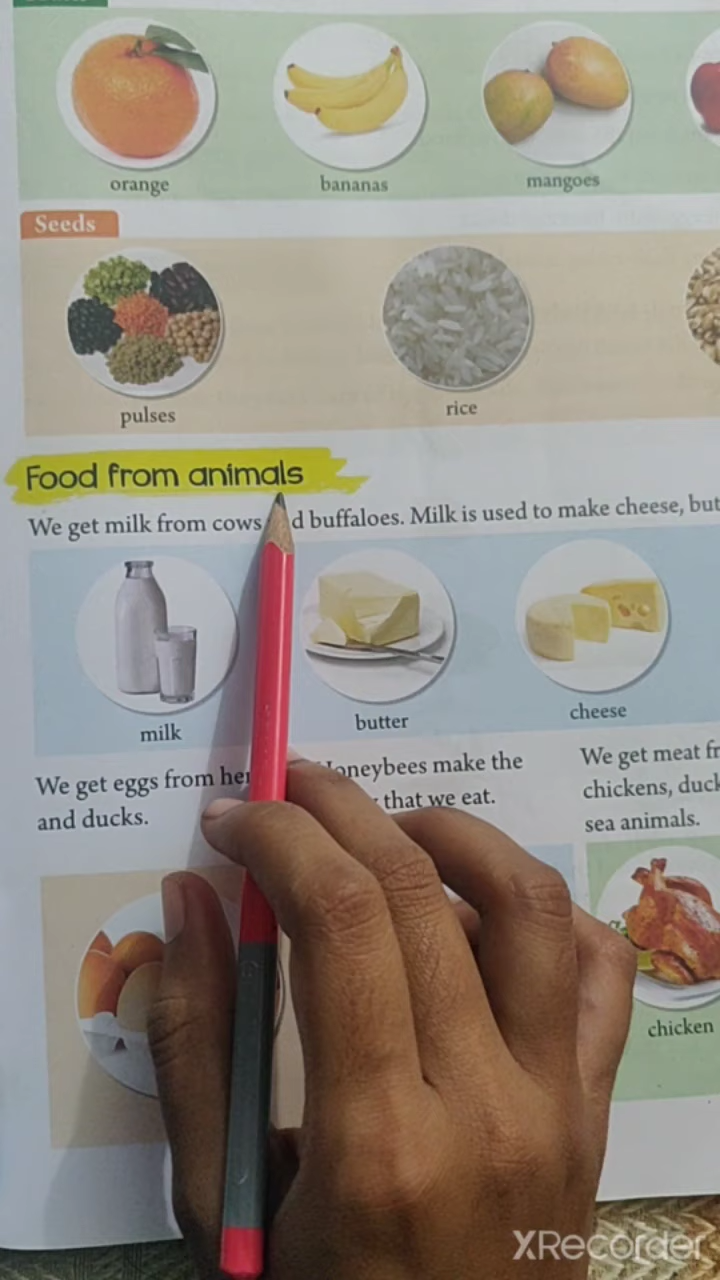 orange bananas mangoes
Seeds
pulses rice
Food from animals
We get milk from cows d buffaloes. Milk is used to make cheese, but
milk butter cheese
We get eggs from he
and ducks.
oneybees make the
that we eat.
We get meat fr
chickens, duck
sea animals.
chicken
XRecorder